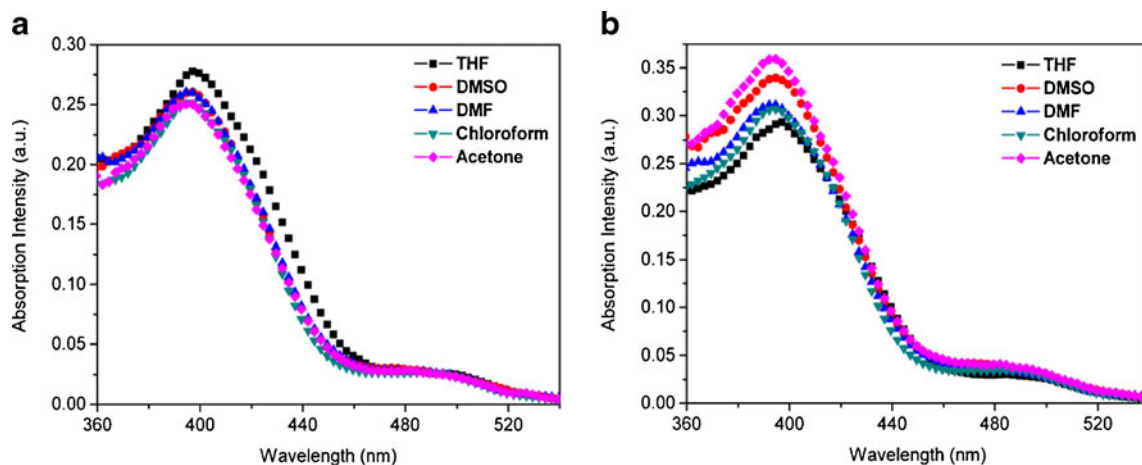 a
0.30
0.25
0.20
0.15
0.10
0.05
0.00
Absorption Intensity (a.u.)
360
400
440
480
520
Wavelength (nm)
THF
DMSO
DMF
Chloroform
Acetone
b
0.35
0.30
0.25
0.20
0.15
0.10
0.05
0.00
Absorption Intensity (a.u.)
360
400
440
480
520
Wavelength (nm)
THF
DMSO
DMF
Chloroform
Acetone